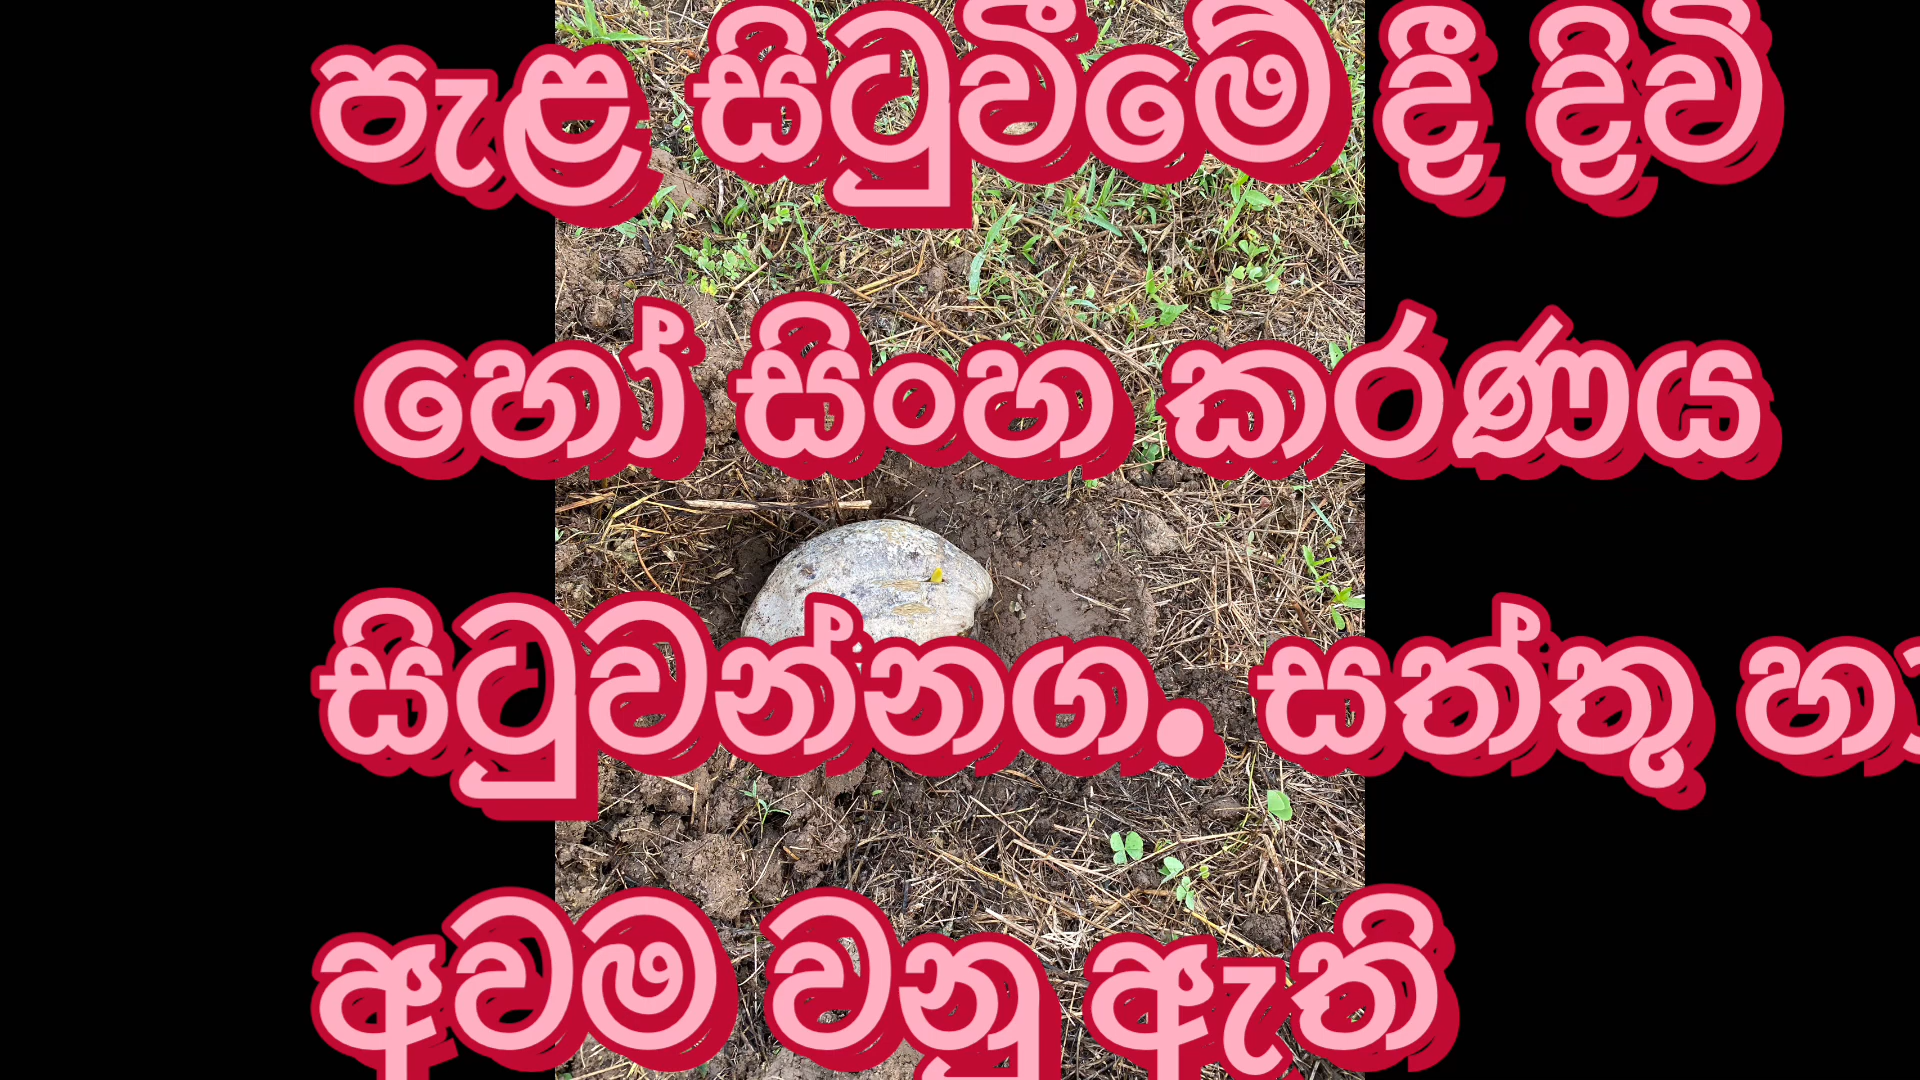 පැළ සිටුවීමේ දී දිවි
හෝ සිංහ කරණය
සිටුවන්නග. සත්තු හා
අවම වනු ඇති